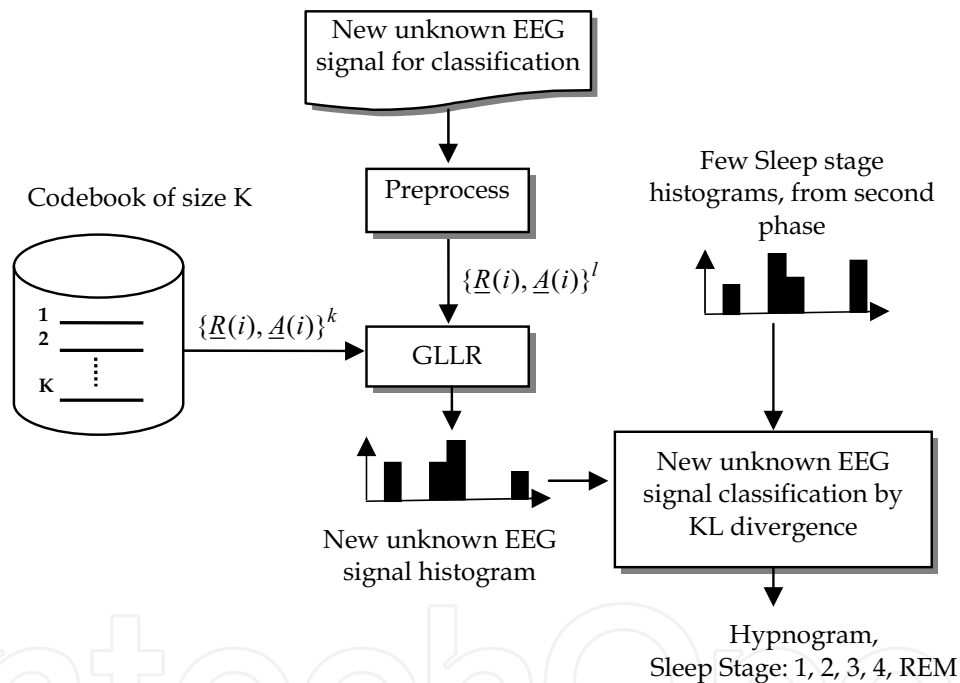 New unknown EEG
signal for classification
Preprocess
Codebook of size K
1
2
K
{R(i), A(i)}^k
{R(i), A(i)}^l
GLLR
Few Sleep stage
histograms, from second
phase
New unknown EEG
signal histogram
New unknown EEG
signal classification by
KL divergence
Hypnogram,
Sleep Stage: 1, 2, 3, 4, REM